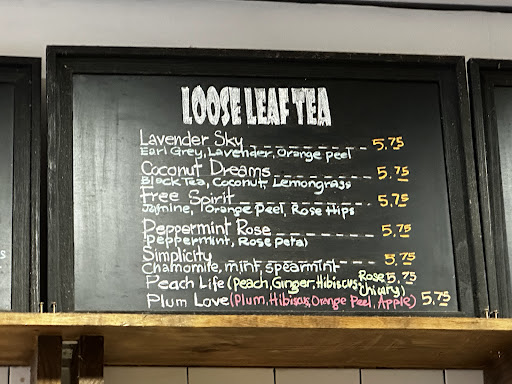 LOOSE LEAF TEA
Lavender Sky 5.75
Earl Grey, Lavender, Orange peel
Coconut Dreams 5.75
Black Tea, Coconut, Lemongrass
Free Spirit 5.75
Jasmine, Orange Peel, Rose Hips
Peppermint Rose 5.75
(Peppermint, Rose Petal)
Simplicity 5.75
Chamomile, mint, spearmint
Peach Life (Peach, Ginger, Hibiscus, Rose, Chicory) 5.75
Plum Love (Plum, Hibiscus, Orange Peel, Apple) 5.75